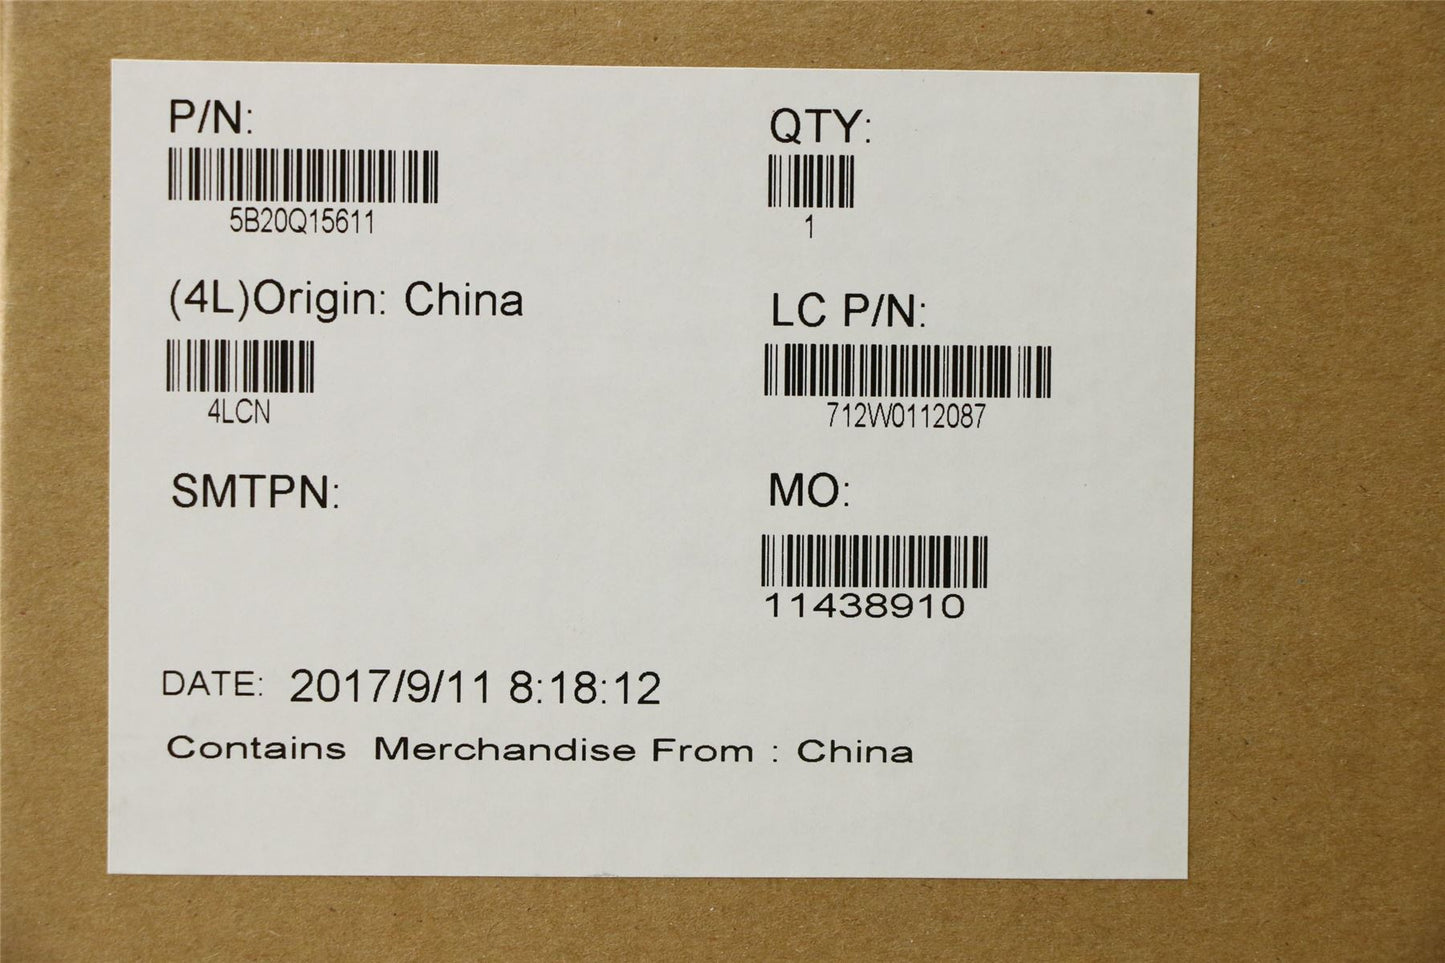 P/N:
5B20Q15611
QTY:
1
(4L)Origin: China
4LCN
LC P/N:
712W0112087
SMTPN:
MO:
11438910
DATE: 2017/9/11 8:18:12
Contains Merchandise From : China